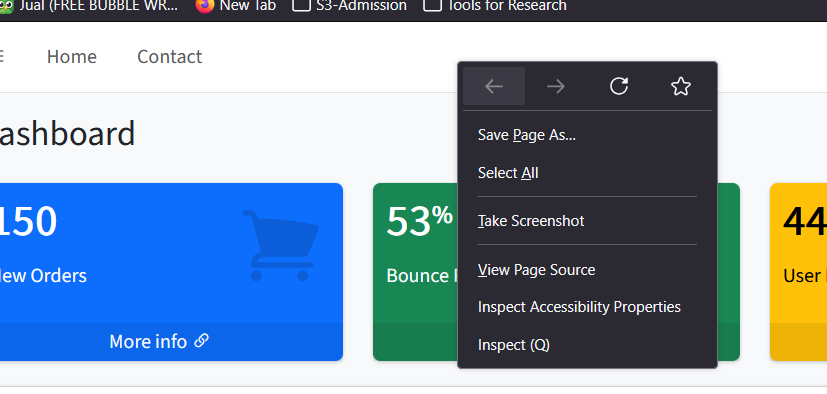 Jual (FREE BUBBLE WR...
New Tab
S3-Admission
Tools for Research
Home
Contact
ashboard
Save Page As...
Select All
Take Screenshot
View Page Source
Inspect Accessibility Properties
Inspect (Q)
150
New Orders
More info
53%
Bounce
44
User